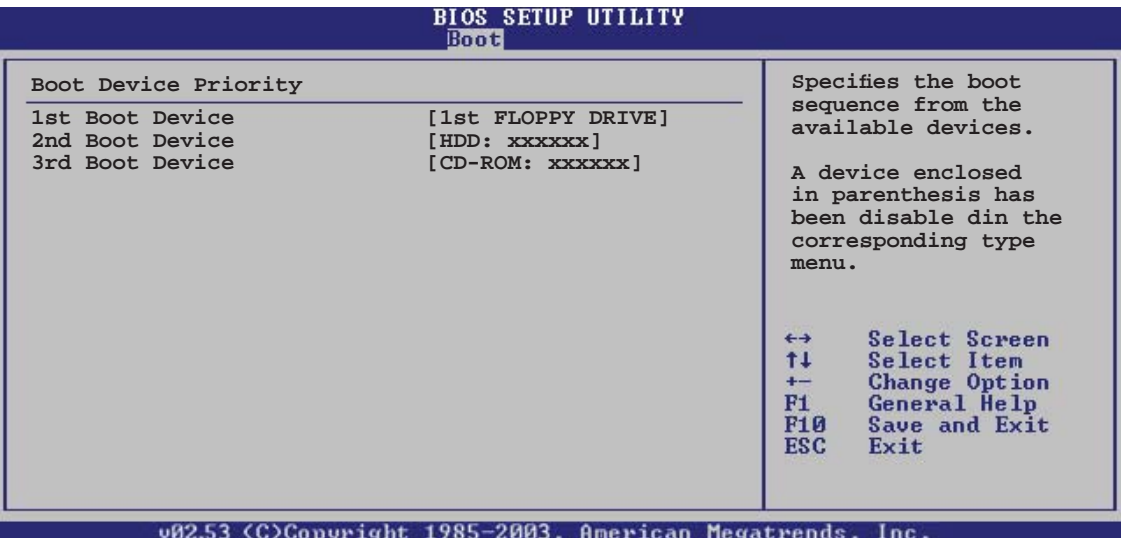 BIOS SETUP UTILITY
Boot
Boot Device Priority
1st Boot Device [1st FLOPPY DRIVE]
2nd Boot Device [HDD: xxxxxx]
3rd Boot Device [CD-ROM: xxxxxx]
Specifies the boot
sequence from the
available devices.
A device enclosed
in parenthesis has
been disable din the
corresponding type
menu.
←→ Select Screen
↑↓ Select Item
+- Change Option
F1 General Help
F10 Save and Exit
ESC Exit
v02.53 (C)Copyright 1985-2003, American Megatrends, Inc.